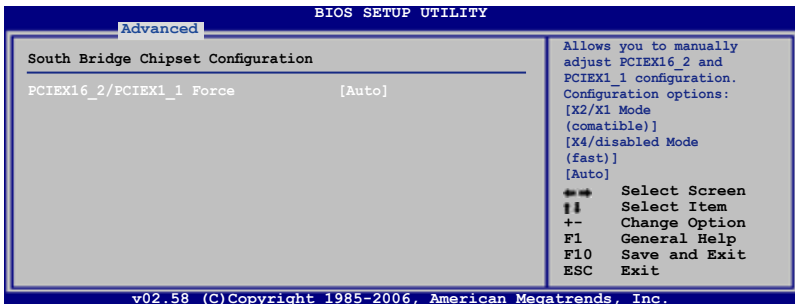 BIOS SETUP UTILITY
Advanced
South Bridge Chipset Configuration
PCIEX16_2/PCIEX1_1 Force [Auto]
Allows you to manually
adjust PCIEX16_2 and
PCIEX1_1 configuration.
Configuration options:
[X2/X1 Mode
(comatible)]
[X4/disabled Mode
(fast)]
[Auto]
←→ Select Screen
↑↓ Select Item
+- Change Option
F1 General Help
F10 Save and Exit
ESC Exit
v02.58 (C)Copyright 1985-2006, American Megatrends, Inc.